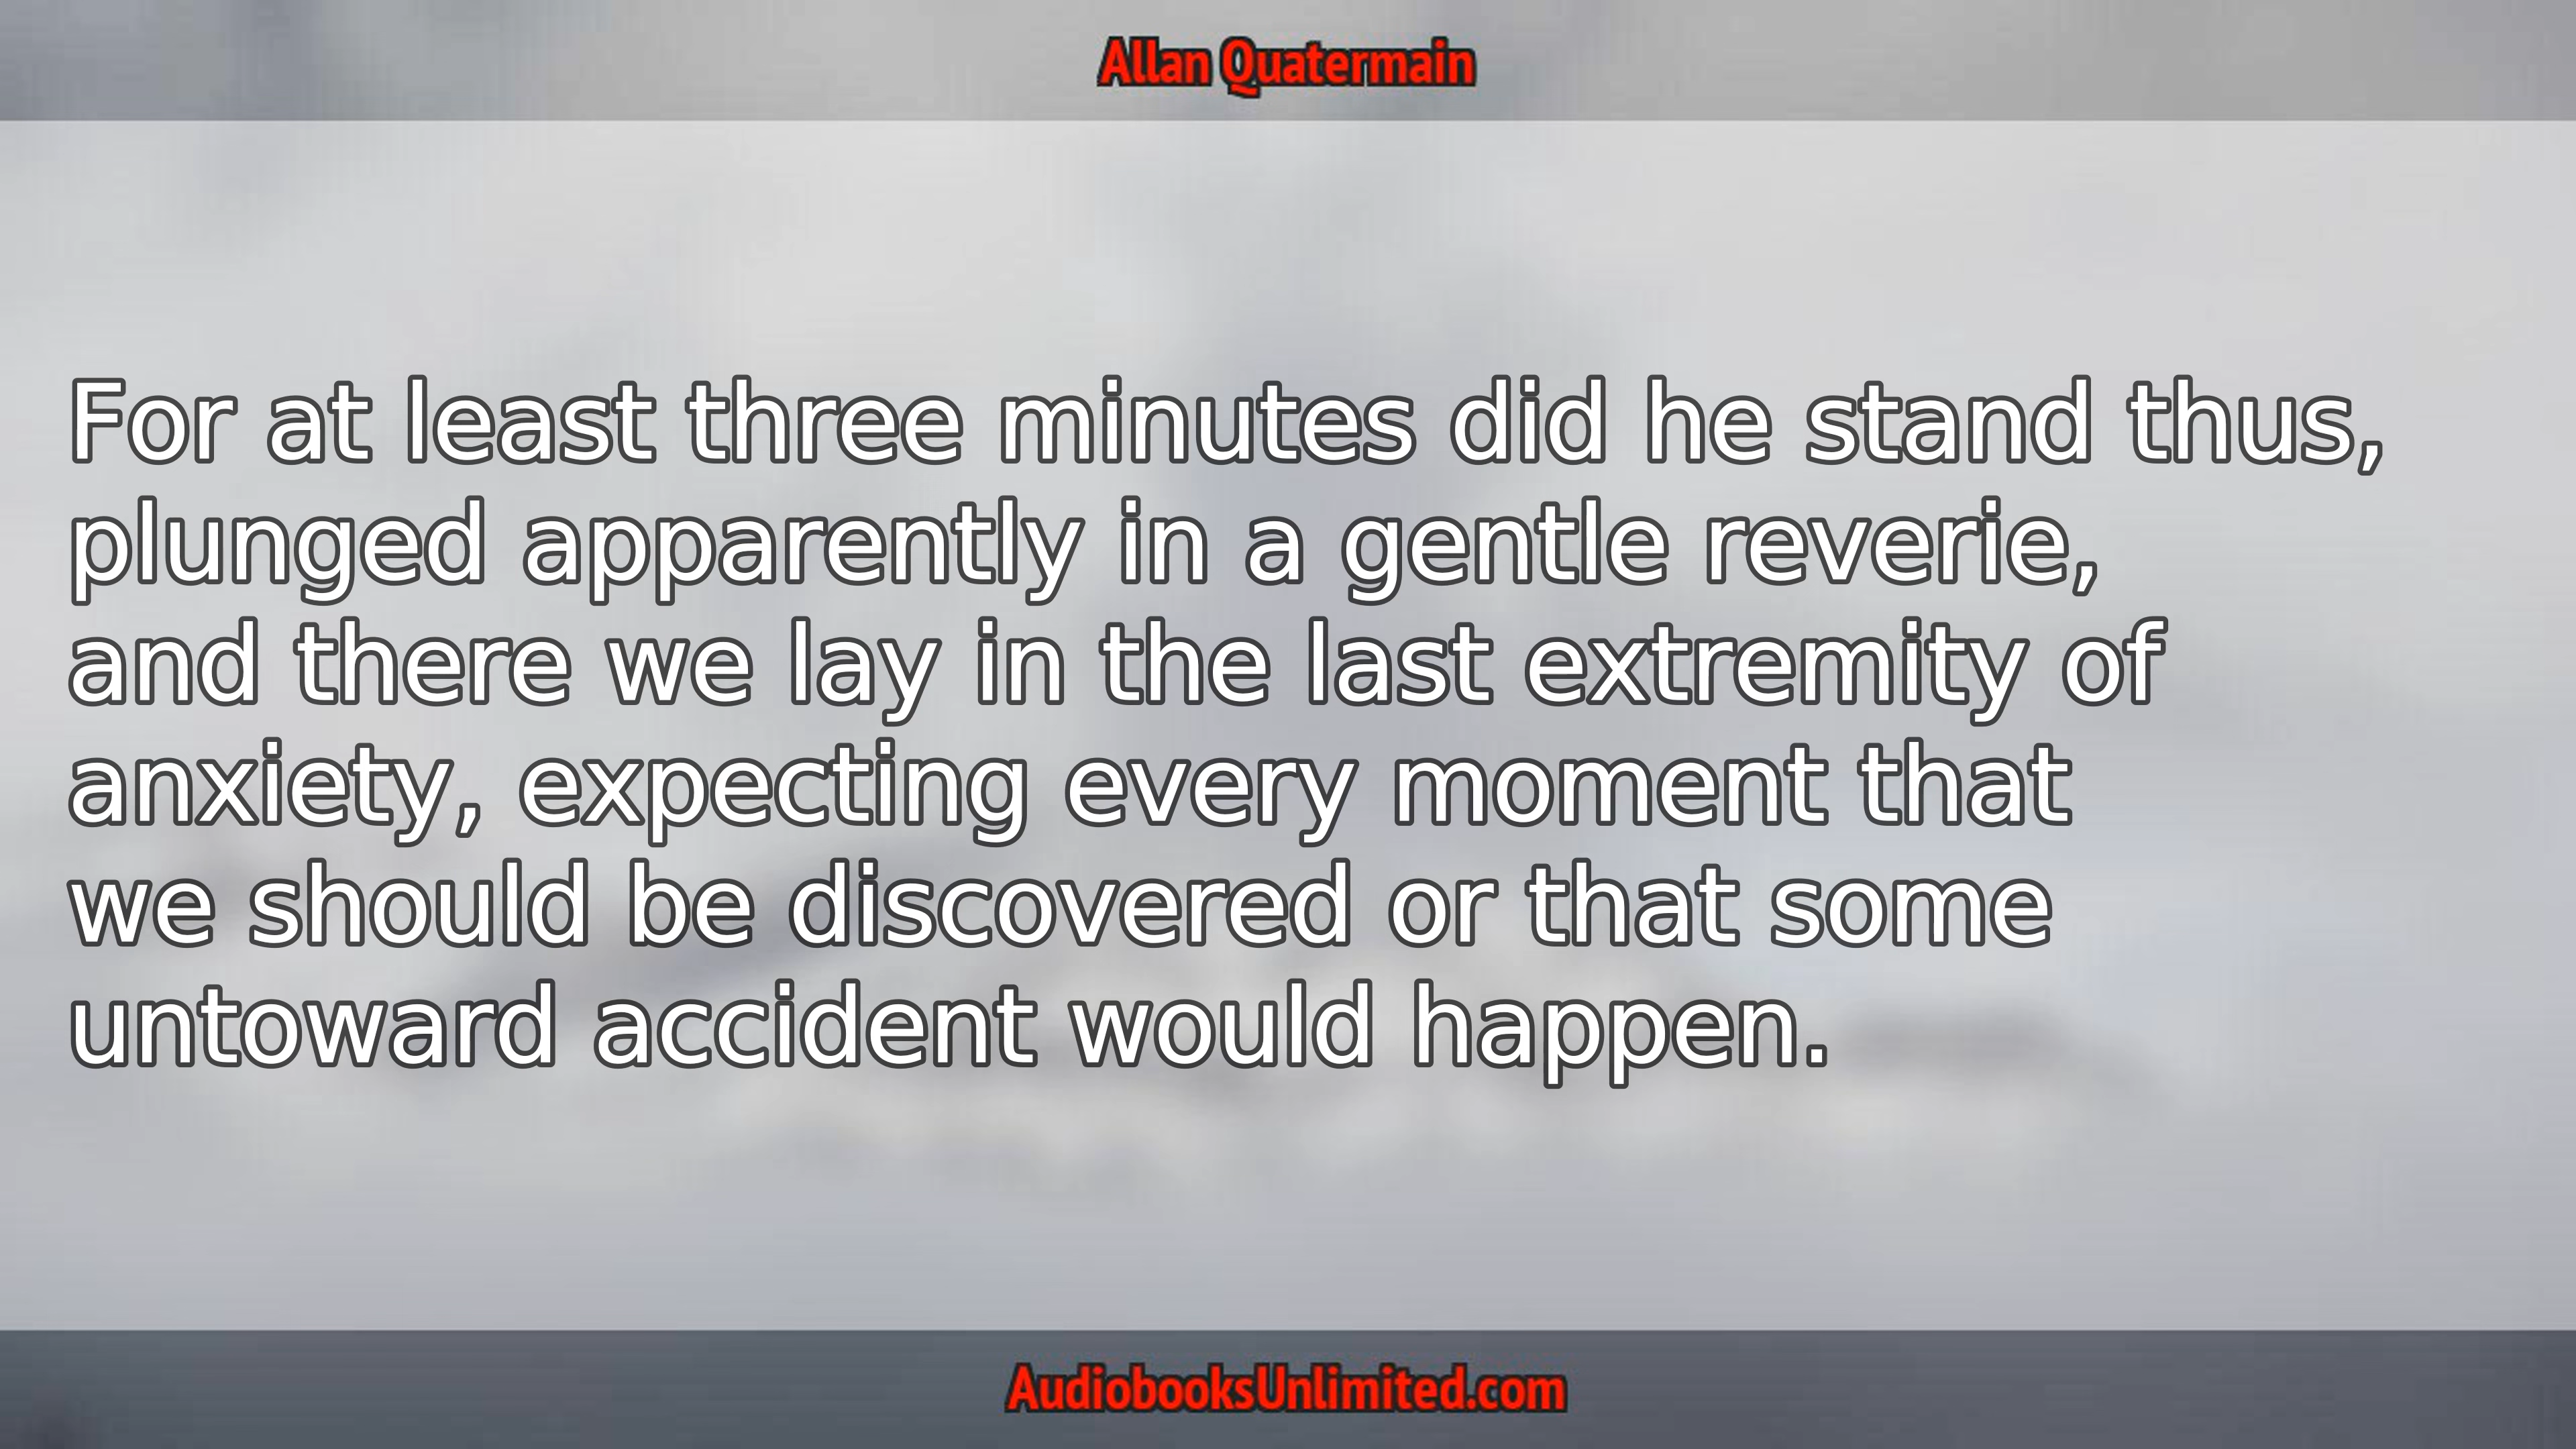 Allan Quatermain
For at least three minutes did he stand thus,
plunged apparently in a gentle reverie,
and there we lay in the last extremity of
anxiety, expecting every moment that
we should be discovered or that some
untoward accident would happen.
AudiobooksUnlimited.com